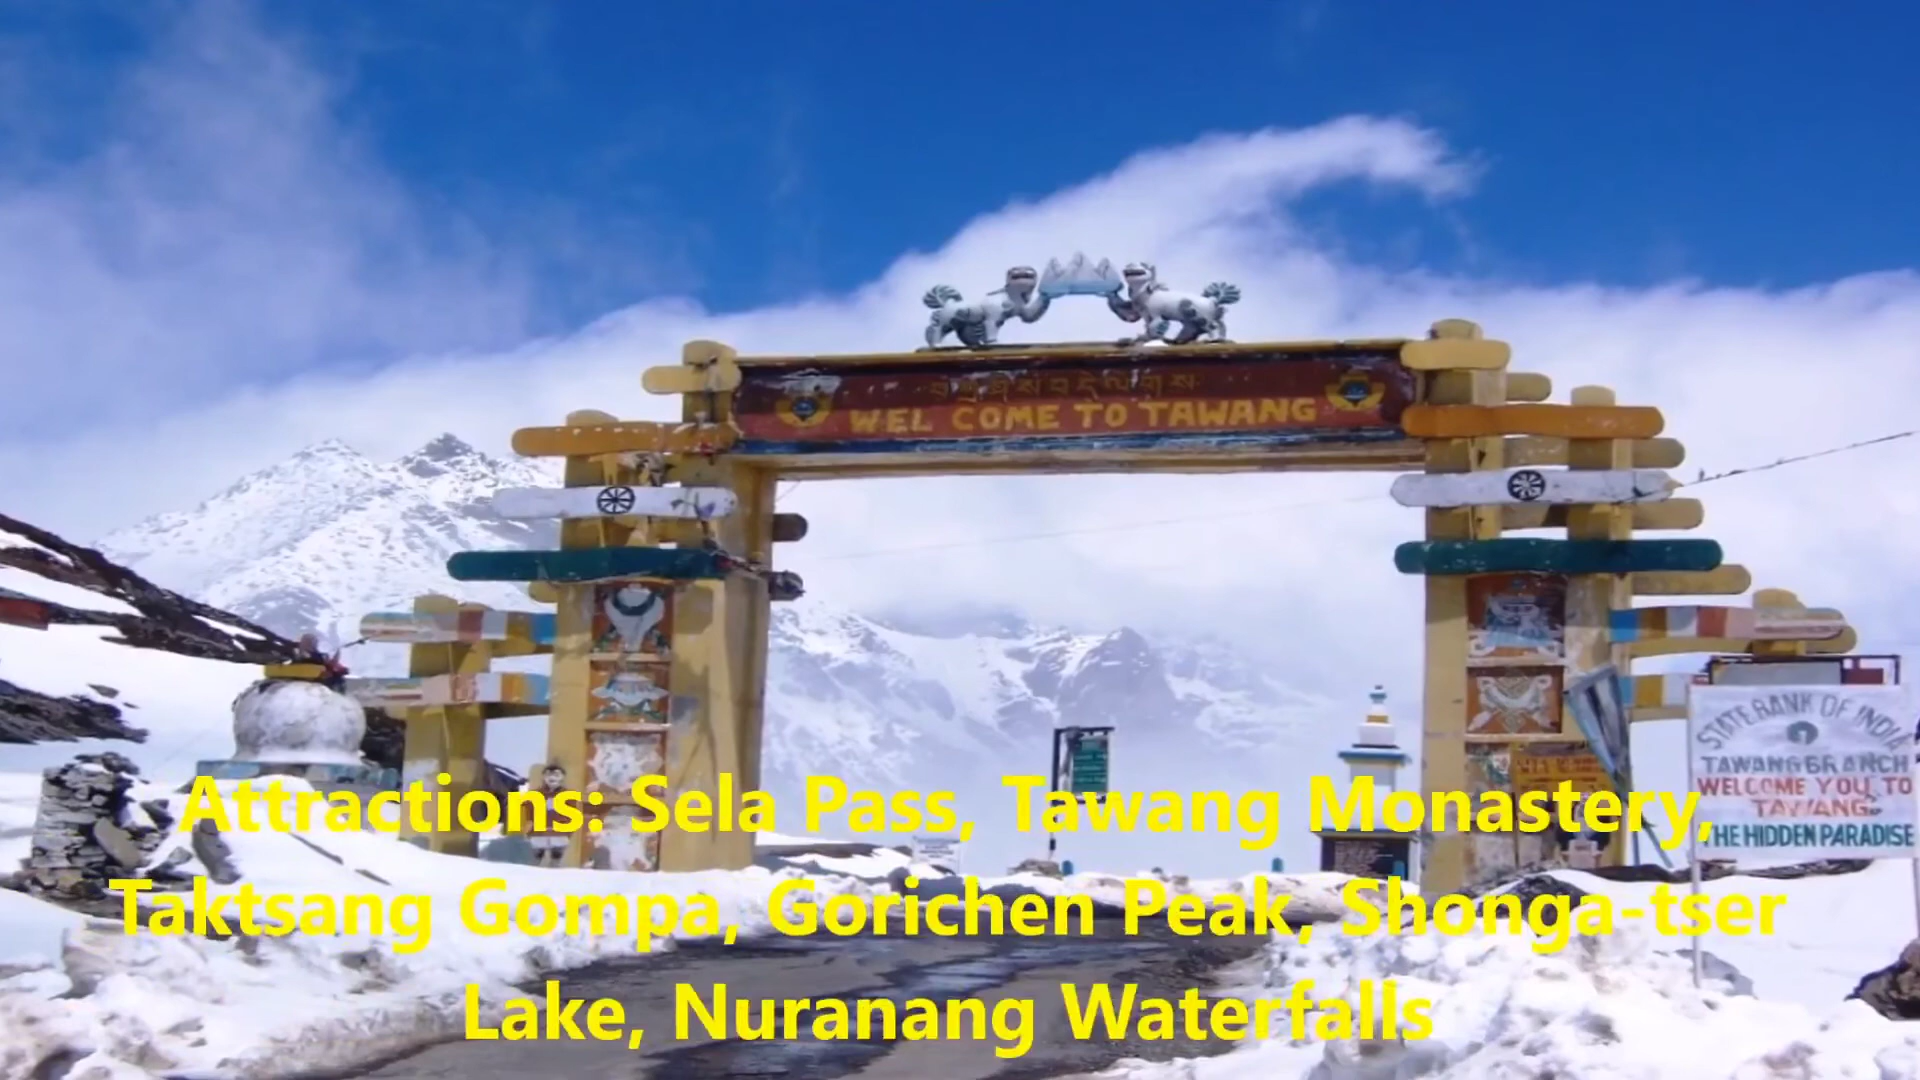 WEL COME TO TAWANG
STATE BANK OF INDIA
TAWANG BRANCH
WELCOME YOU TO
TAWANG
THE HIDDEN PARADISE
Attractions: Sela Pass, Tawang Monastery,
Taktsang Gompa, Gorichen Peak, Shonga-tser
Lake, Nuranang Waterfalls